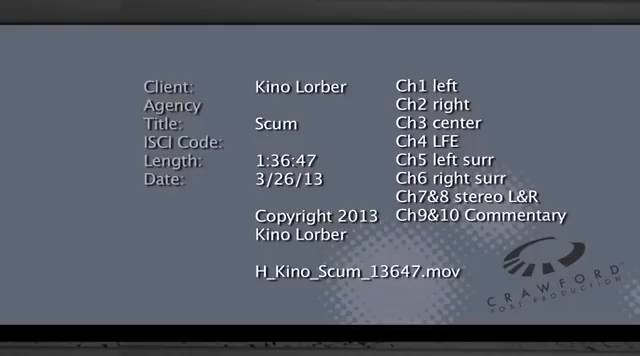 Client: Kino Lorber
Agency
Title: Scum
ISCI Code:
Length: 1:36:47
Date: 3/26/13
Copyright 2013
Kino Lorber
H_Kino_Scum_13647.mov
Ch1 left
Ch2 right
Ch3 center
Ch4 LFE
Ch5 left surr
Ch6 right surr
Ch7&8 stereo L&R
Ch9&10 Commentary
CRAWFORD
POST PRODUCTION